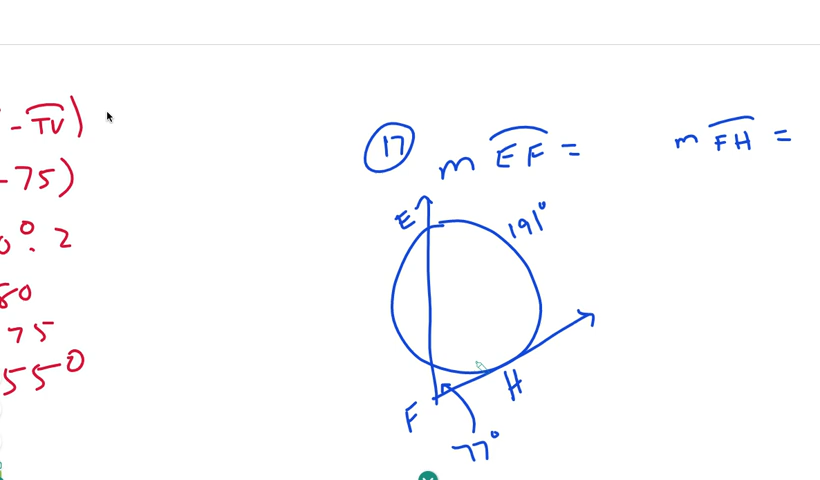 - TV)
- 75)
0 : 2
80
75
550
17 m EF = m FH =
E 191°
H
F
77°